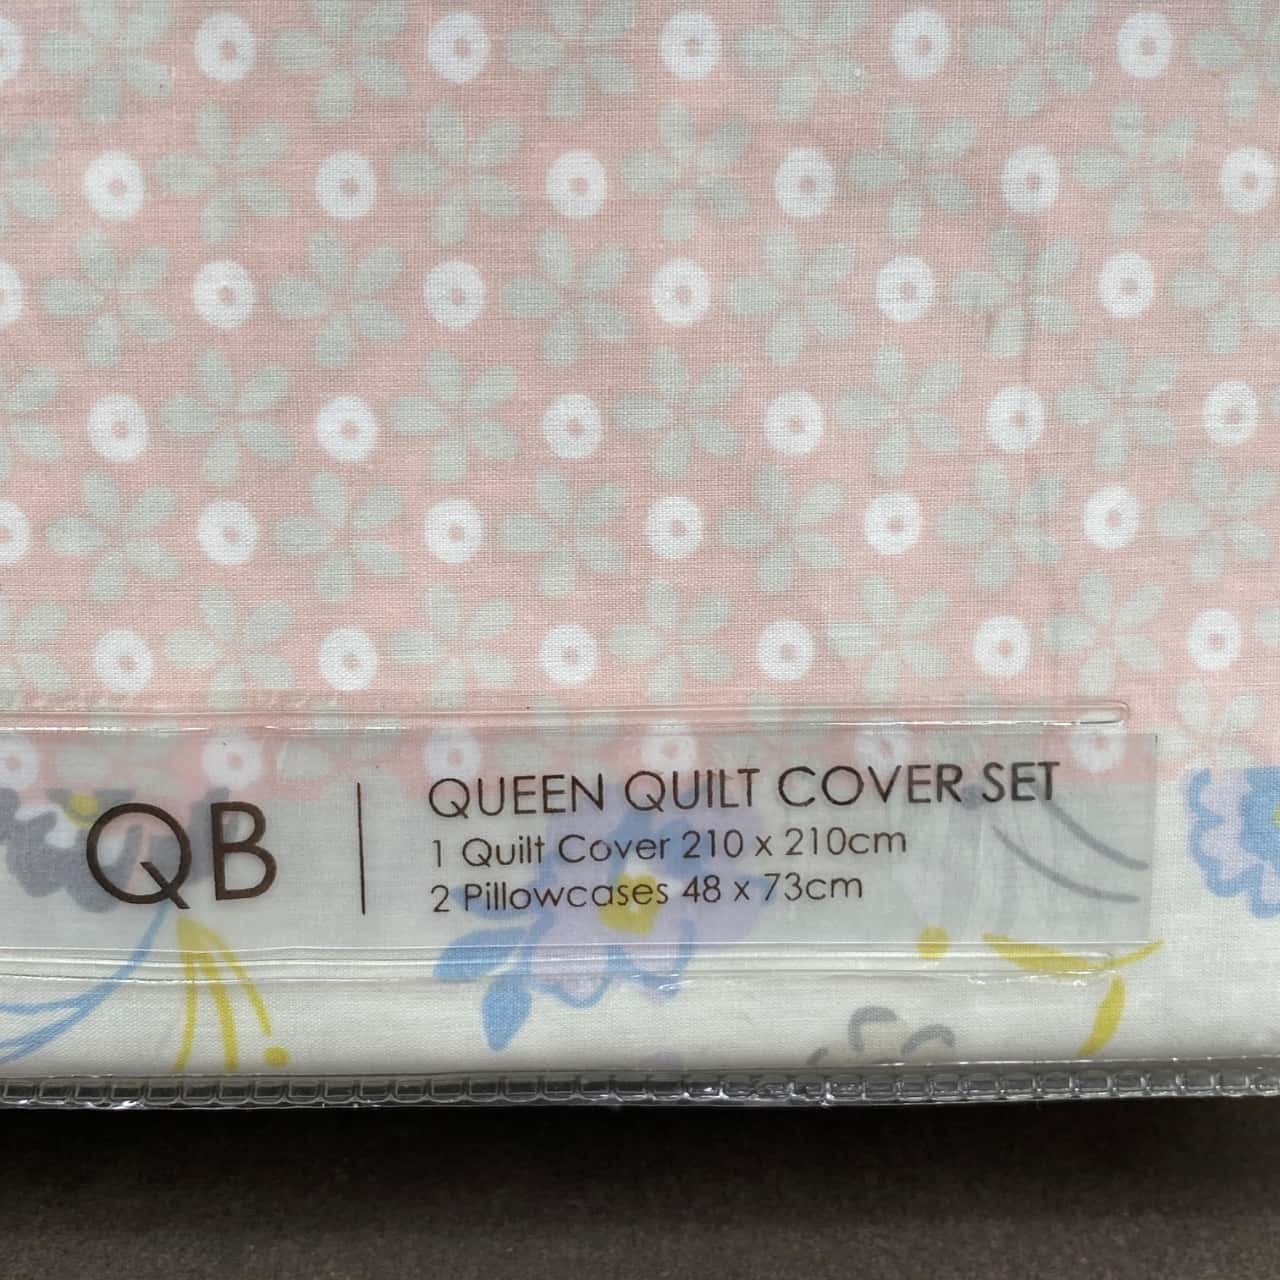 QB
QUEEN QUILT COVER SET
1 Quilt Cover 210 x 210cm
2 Pillowcases 48 x 73cm